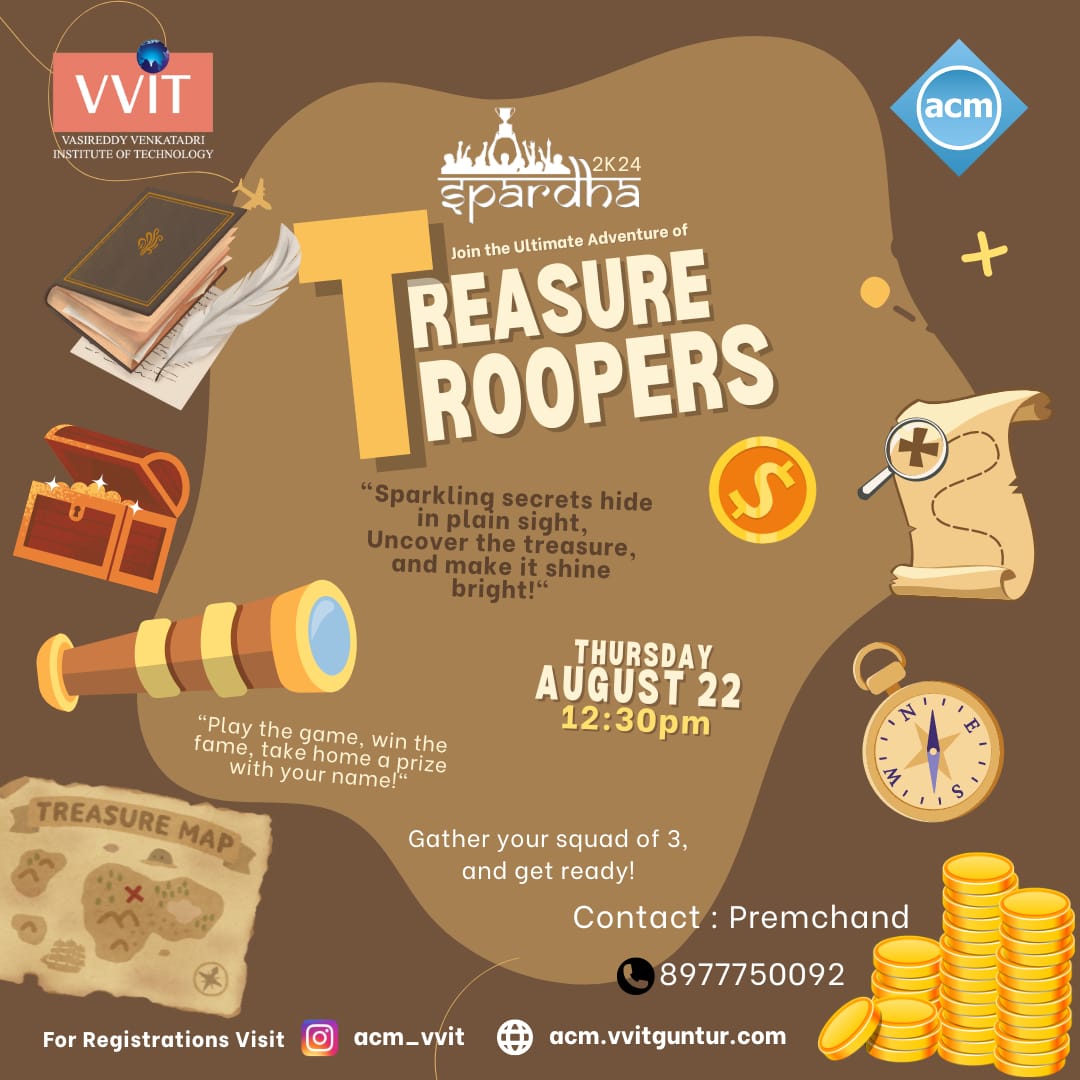 VVIT
VASIREDDY VENKATADRI
INSTITUTE OF TECHNOLOGY
acm
2K24
spardha
Join the Ultimate Adventure of
TREASURE
TROOPERS
“Sparkling secrets hide
in plain sight,
Uncover the treasure,
and make it shine
bright!“
THURSDAY
AUGUST 22
12:30pm
“Play the game, win the
fame, take home a prize
with your name!“
TREASURE MAP
N
E
W
S
Gather your squad of 3,
and get ready!
Contact : Premchand
8977750092
For Registrations Visit acm_vvit acm.vvitguntur.com